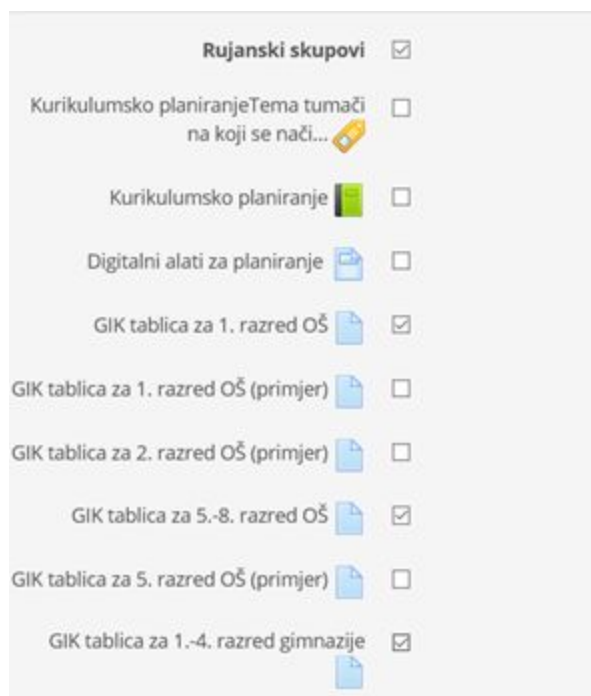 Rujanski skupovi
Kurikulumsko planiranjeTema tumači
na koji se nači...
Kurikulumsko planiranje
Digitalni alati za planiranje
GIK tablica za 1. razred OŠ
GIK tablica za 1. razred OŠ (primjer)
GIK tablica za 2. razred OŠ (primjer)
GIK tablica za 5.-8. razred OŠ
GIK tablica za 5. razred OŠ (primjer)
GIK tablica za 1.-4. razred gimnazije